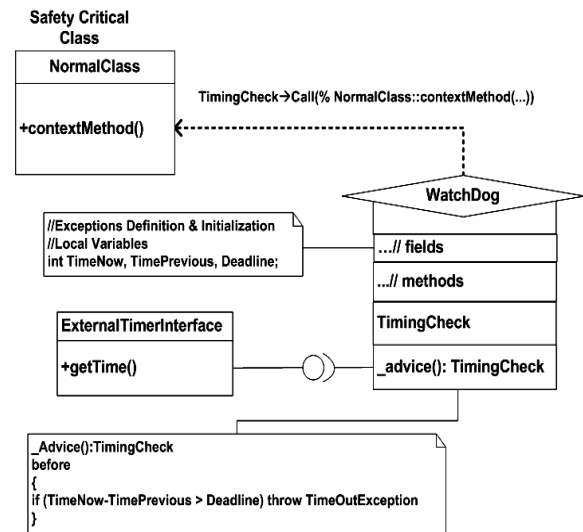 Safety Critical
Class
NormalClass
+contextMethod()
TimingCheck→Call(% NormalClass::contextMethod(...))
WatchDog
//Exceptions Definition & Initialization
//Local Variables
int TimeNow, TimePrevious, Deadline;
...// fields
...// methods
TimingCheck
_advice(): TimingCheck
ExternalTimerInterface
+getTime()
_Advice():TimingCheck
before
{
if (TimeNow-TimePrevious > Deadline) throw TimeOutException
}